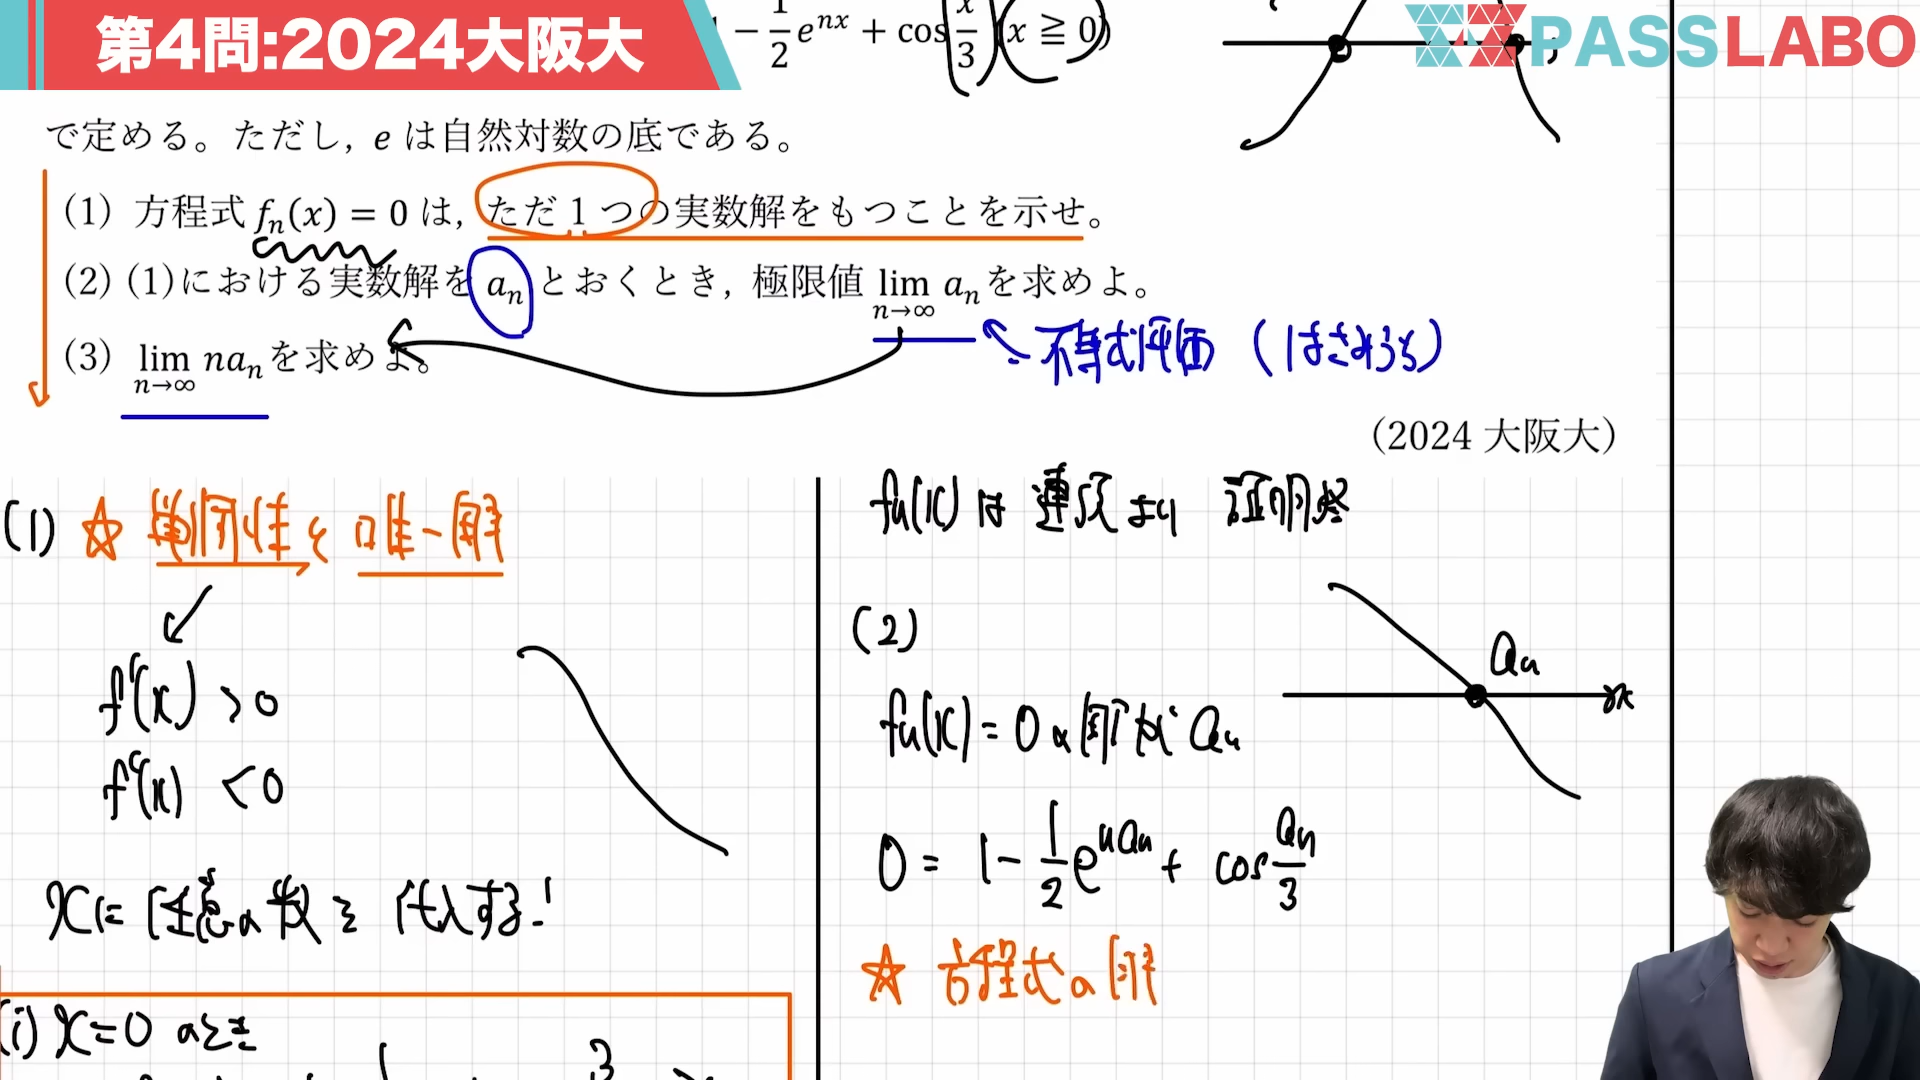 第4問:2024大阪大
− 1/2 e^{nx} + cos x/3 (x ≧ 0)
PASSLABO
で定める。ただし, e は自然対数の底である。
(1) 方程式 f_n(x) = 0 は, ただ 1 つの実数解をもつことを示せ。
(2) (1)における実数解を a_n とおくとき, 極限値 lim_{n→∞} a_n を求めよ。
(3) lim_{n→∞} na_n を求めよ。
不等式評価 (はさみうち)
(2024 大阪大)
(1) ☆ 単調性と唯一解
f'(x) > 0
f'(x) < 0
xに任意の数を代入する!
(i) x=0 のとき
fn(x) は 連続より 証明終
(2)
fn(x) = 0 の解が an
an
x
0 = 1 − 1/2 e^{nan} + cos an/3
☆ 方程式の解